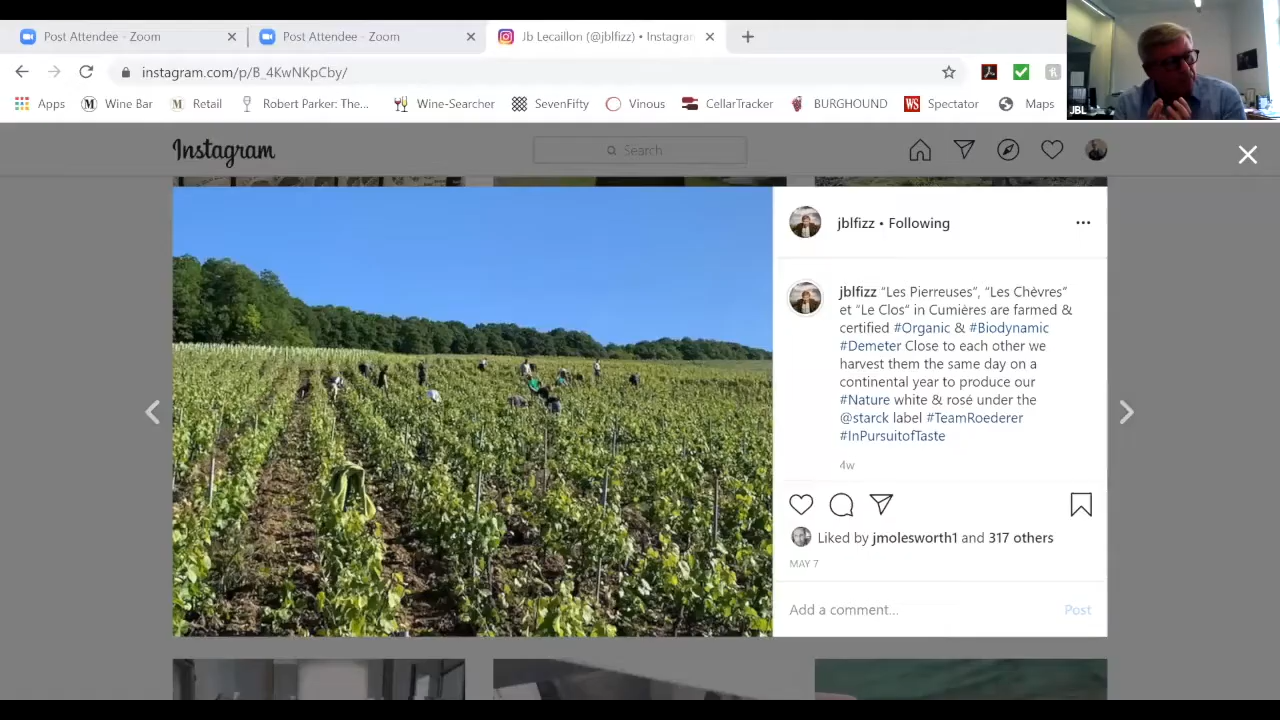 Post Attendee - Zoom
Post Attendee - Zoom
Jb Lecaillon (@jblfizz) • Instagram
instagram.com/p/B_4KwNKpCby/
Apps
Wine Bar
Retail
Robert Parker: The...
Wine-Searcher
SevenFifty
Vinous
CellarTracker
BURGHOUND
WS
Spectator
Maps
JBL
Instagram
Search
jblfizz • Following
jblfizz “Les Pierreuses”, “Les Chèvres”
et “Le Clos” in Cumières are farmed &
certified #Organic & #Biodynamic
#Demeter Close to each other we
harvest them the same day on a
continental year to produce our
#Nature white & rosé under the
@starck label #TeamRoederer
#InPursuitofTaste
4w
Liked by jmolesworth1 and 317 others
MAY 7
Add a comment...
Post